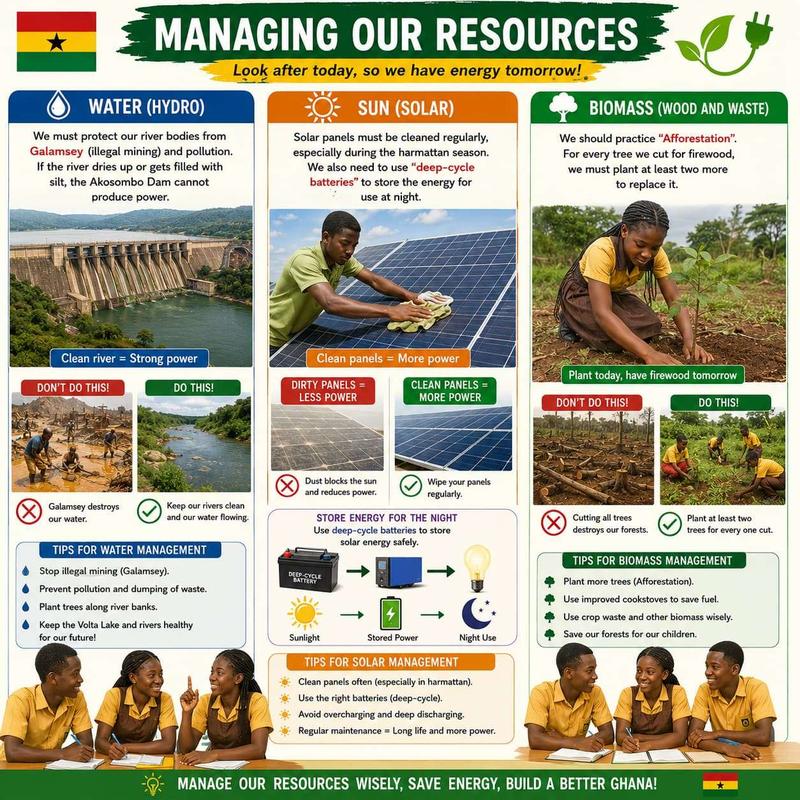 MANAGING OUR RESOURCES
Look after today, so we have energy tomorrow!
WATER (HYDRO)
We must protect our river bodies from
Galamsey (illegal mining) and pollution.
If the river dries up or gets filled with
silt, the Akosombo Dam cannot
produce power.
Clean river = Strong power
DON'T DO THIS!
DO THIS!
Galamsey destroys
our water.
Keep our rivers clean
and our water flowing.
TIPS FOR WATER MANAGEMENT
Stop illegal mining (Galamsey).
Prevent pollution and dumping of waste.
Plant trees along river banks.
Keep the Volta Lake and rivers healthy
for our future!
SUN (SOLAR)
Solar panels must be cleaned regularly,
especially during the harmattan season.
We also need to use "deep-cycle
batteries" to store the energy for
use at night.
Clean panels = More power
DIRTY PANELS =
LESS POWER
CLEAN PANELS =
MORE POWER
Dust blocks the sun
and reduces power.
Wipe your panels
regularly.
STORE ENERGY FOR THE NIGHT
Use deep-cycle batteries to store
solar energy safely.
DEEP-CYCLE
BATTERY
Sunlight
Stored Power
Night Use
TIPS FOR SOLAR MANAGEMENT
Clean panels often (especially in harmattan).
Use the right batteries (deep-cycle).
Avoid overcharging and deep discharging.
Regular maintenance = Long life and more power.
BIOMASS (WOOD AND WASTE)
We should practice "Afforestation".
For every tree we cut for firewood,
we must plant at least two more
to replace it.
Plant today, have firewood tomorrow
DON'T DO THIS!
DO THIS!
Cutting all trees
destroys our forests.
Plant at least two
trees for every one cut.
TIPS FOR BIOMASS MANAGEMENT
Plant more trees (Afforestation).
Use improved cookstoves to save fuel.
Use crop waste and other biomass wisely.
Save our forests for our children.
MANAGE OUR RESOURCES WISELY, SAVE ENERGY, BUILD A BETTER GHANA!